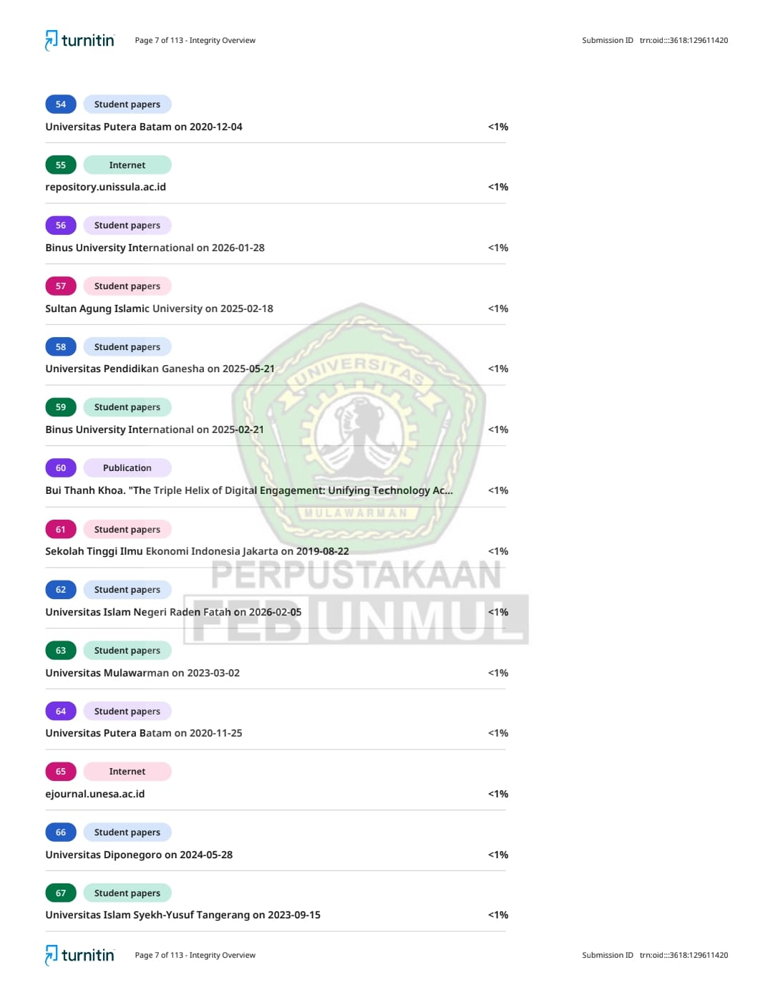 turnitin Page 7 of 113 - Integrity Overview Submission ID trn:oid:::3618:129611420
54 Student papers
Universitas Putera Batam on 2020-12-04 <1%
55 Internet
repository.unissula.ac.id <1%
56 Student papers
Binus University International on 2026-01-28 <1%
57 Student papers
Sultan Agung Islamic University on 2025-02-18 <1%
58 Student papers
Universitas Pendidikan Ganesha on 2025-05-21 <1%
UNIVERSITAS
59 Student papers
Binus University International on 2025-02-21 <1%
60 Publication
Bui Thanh Khoa. "The Triple Helix of Digital Engagement: Unifying Technology Ac... <1%
MULAWARMAN
61 Student papers
Sekolah Tinggi Ilmu Ekonomi Indonesia Jakarta on 2019-08-22 <1%
PERPUSTAKAAN
62 Student papers
Universitas Islam Negeri Raden Fatah on 2026-02-05 <1%
FEB UNMUL
63 Student papers
Universitas Mulawarman on 2023-03-02 <1%
64 Student papers
Universitas Putera Batam on 2020-11-25 <1%
65 Internet
ejournal.unesa.ac.id <1%
66 Student papers
Universitas Diponegoro on 2024-05-28 <1%
67 Student papers
Universitas Islam Syekh-Yusuf Tangerang on 2023-09-15 <1%
turnitin Page 7 of 113 - Integrity Overview Submission ID trn:oid:::3618:129611420